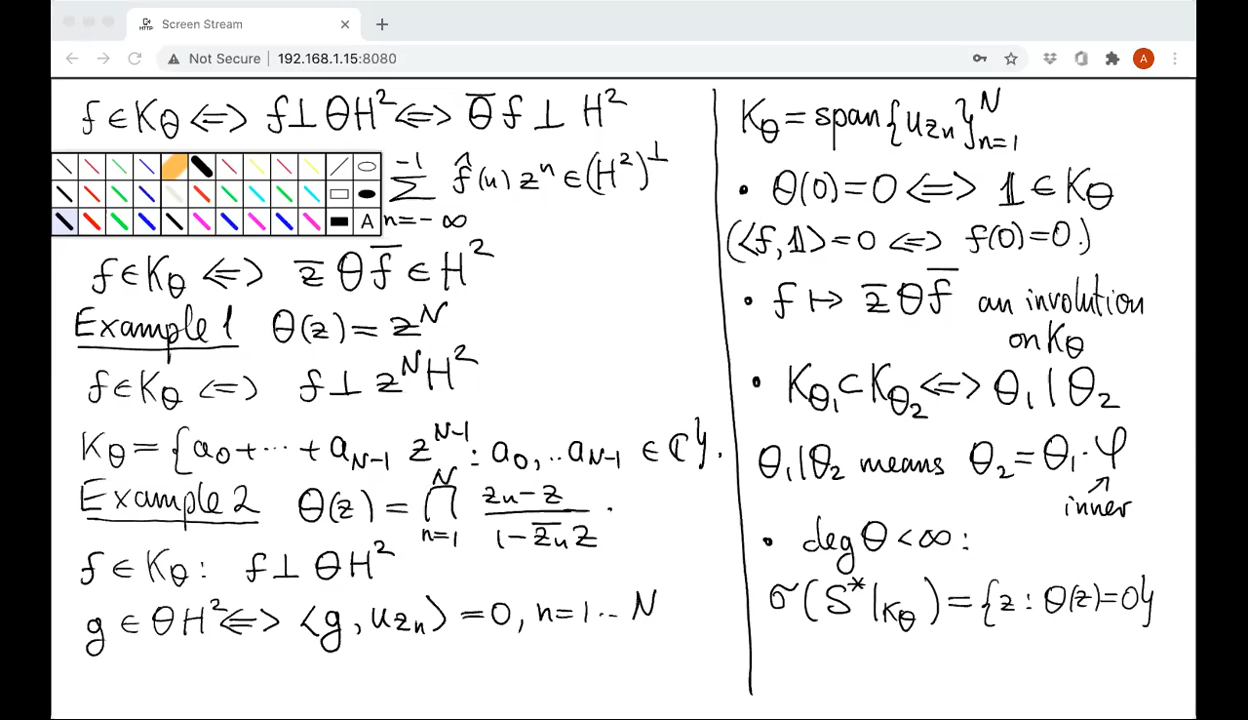 Screen Stream
Not Secure | 192.168.1.15:8080
A
f ∈ K_θ ⟺ f ⊥ θH² ⟺ θ̅ f ⊥ H²
∑_{n=-∞}^{-1} f̂(n) zⁿ ∈ (H²)^⊥
A
f ∈ K_θ ⟺ z̅ θ f̅ ∈ H²
Example 1 θ(z) = z^N
f ∈ K_θ ⟺ f ⊥ z^N H²
K_θ = {a₀ + ⋯ + a_{N-1} z^{N-1} : a₀, .. a_{N-1} ∈ ℂ}.
Example 2 θ(z) = ∏_{n=1}^{N} (z_n - z)/(1 - z̅_n z) .
f ∈ K_θ : f ⊥ θH²
g ∈ θH² ⟺ ⟨g, u_{z_n}⟩ = 0, n = 1 .. N
K_θ = span{u_{z_n}}_{n=1}^{N}
• θ(0) = 0 ⟺ 𝟙 ∈ K_θ
(⟨f, 𝟙⟩ = 0 ⟺ f(0) = 0.)
• f ↦ z̅ θ f̅ an involution
on K_θ
• K_{θ₁} ⊂ K_{θ₂} ⟺ θ₁ | θ₂
θ₁ | θ₂ means θ₂ = θ₁ · φ
↗
inner
• deg θ < ∞ :
σ(S*|_{K_θ}) = {z : θ(z) = 0}